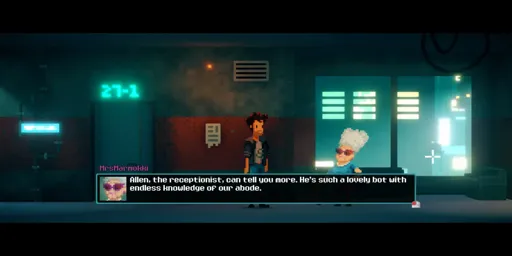 27-1
MrsMarmoldi
Allen, the receptionist, can tell you more. He's such a lovely bot with
endless knowledge of our abode.